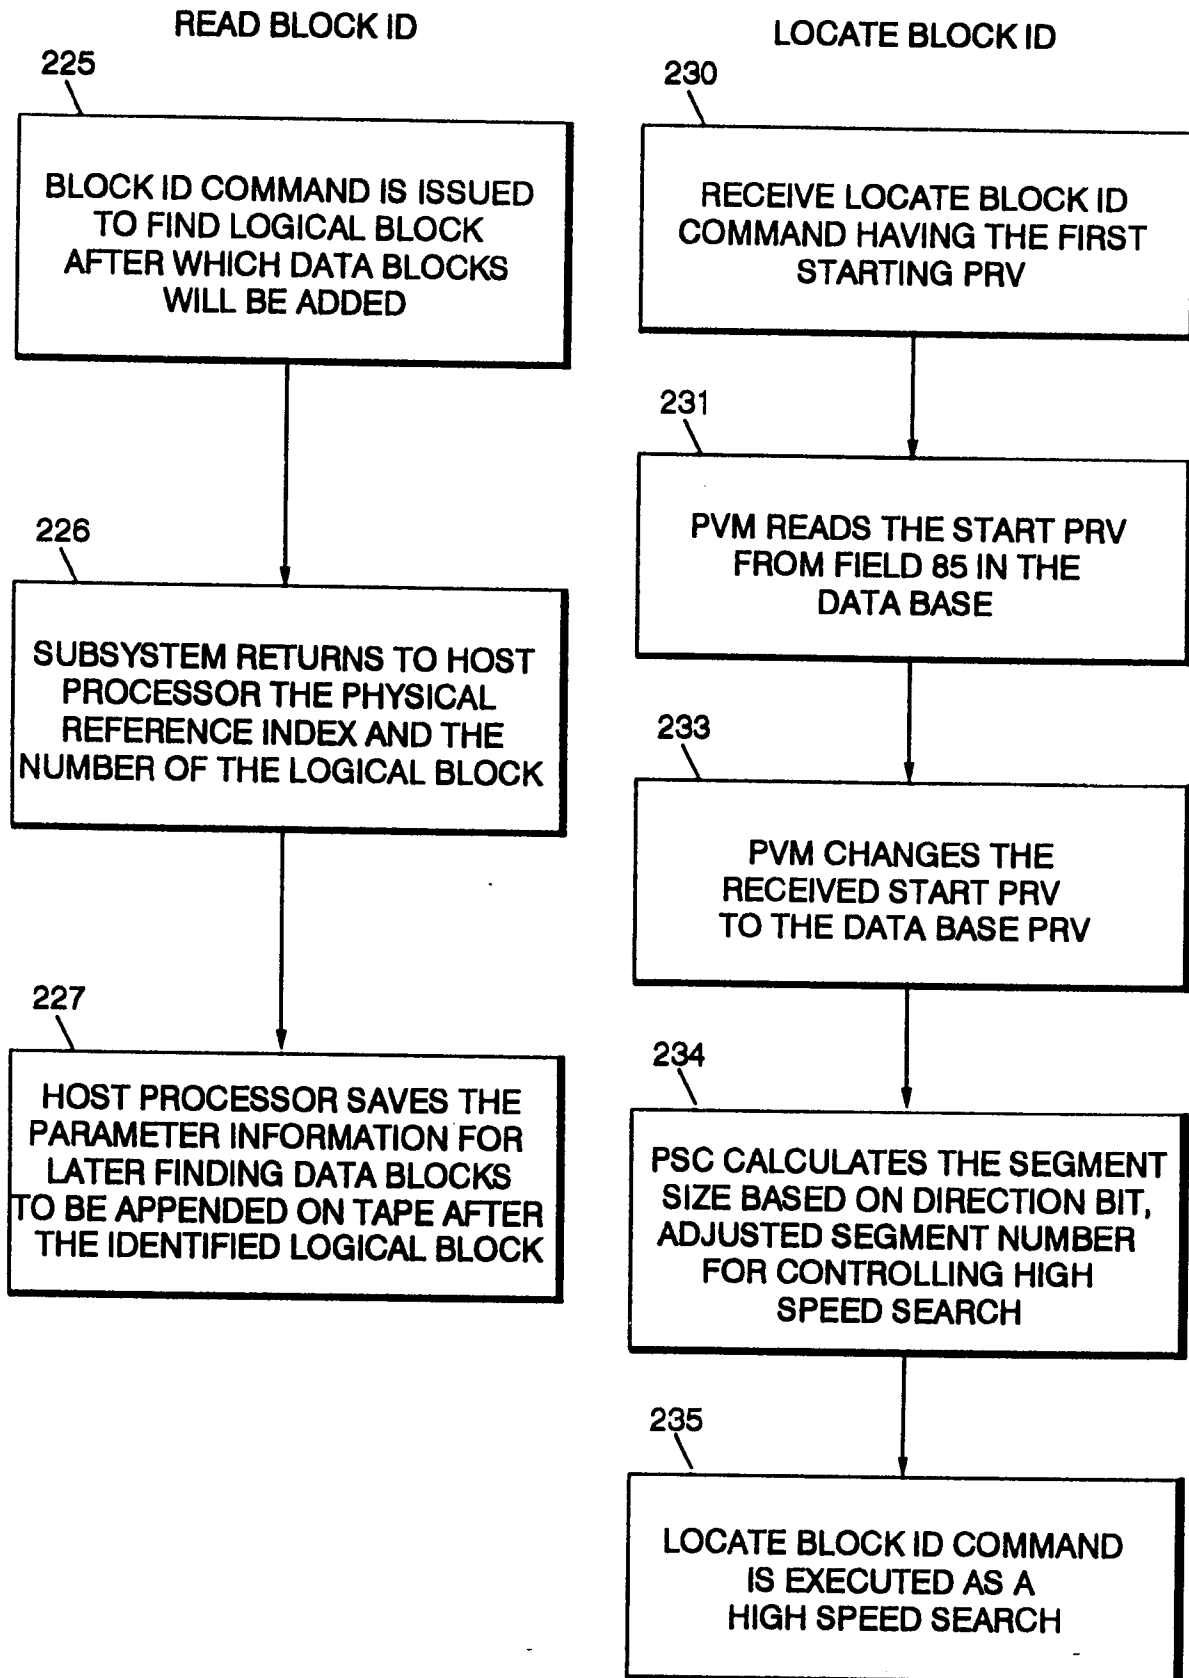 READ BLOCK ID
225
BLOCK ID COMMAND IS ISSUED
TO FIND LOGICAL BLOCK
AFTER WHICH DATA BLOCKS
WILL BE ADDED
226
SUBSYSTEM RETURNS TO HOST
PROCESSOR THE PHYSICAL
REFERENCE INDEX AND THE
NUMBER OF THE LOGICAL BLOCK
227
HOST PROCESSOR SAVES THE
PARAMETER INFORMATION FOR
LATER FINDING DATA BLOCKS
TO BE APPENDED ON TAPE AFTER
THE IDENTIFIED LOGICAL BLOCK
LOCATE BLOCK ID
230
RECEIVE LOCATE BLOCK ID
COMMAND HAVING THE FIRST
STARTING PRV
231
PVM READS THE START PRV
FROM FIELD 85 IN THE
DATA BASE
233
PVM CHANGES THE
RECEIVED START PRV
TO THE DATA BASE PRV
234
PSC CALCULATES THE SEGMENT
SIZE BASED ON DIRECTION BIT,
ADJUSTED SEGMENT NUMBER
FOR CONTROLLING HIGH
SPEED SEARCH
235
LOCATE BLOCK ID COMMAND
IS EXECUTED AS A
HIGH SPEED SEARCH